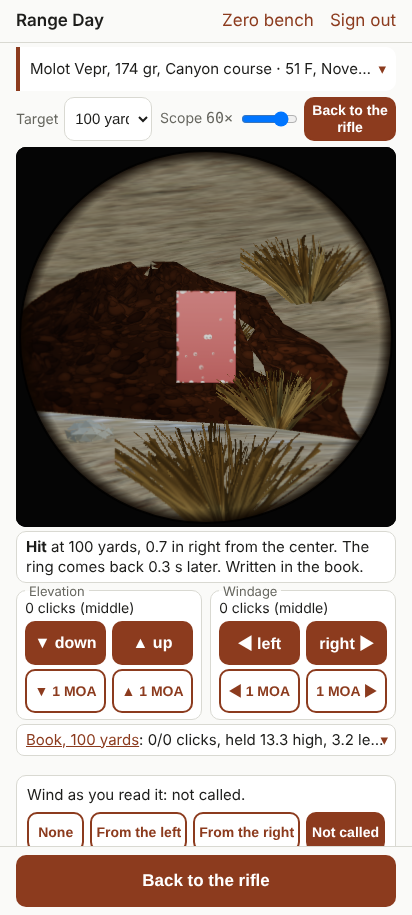 Range Day Zero bench Sign out
Molot Vepr, 174 gr, Canyon course · 51 F, Nove... ▾
Target 100 yard Scope 60× Back to the rifle
Hit at 100 yards, 0.7 in right from the center. The
ring comes back 0.3 s later. Written in the book.
Elevation Windage
0 clicks (middle) 0 clicks (middle)
▼ down ▲ up ◀ left right ▶
▼ 1 MOA ▲ 1 MOA ◀ 1 MOA 1 MOA ▶
Book, 100 yards: 0/0 clicks, held 13.3 high, 3.2 le... ▾
Wind as you read it: not called.
None From the left From the right Not called
Back to the rifle